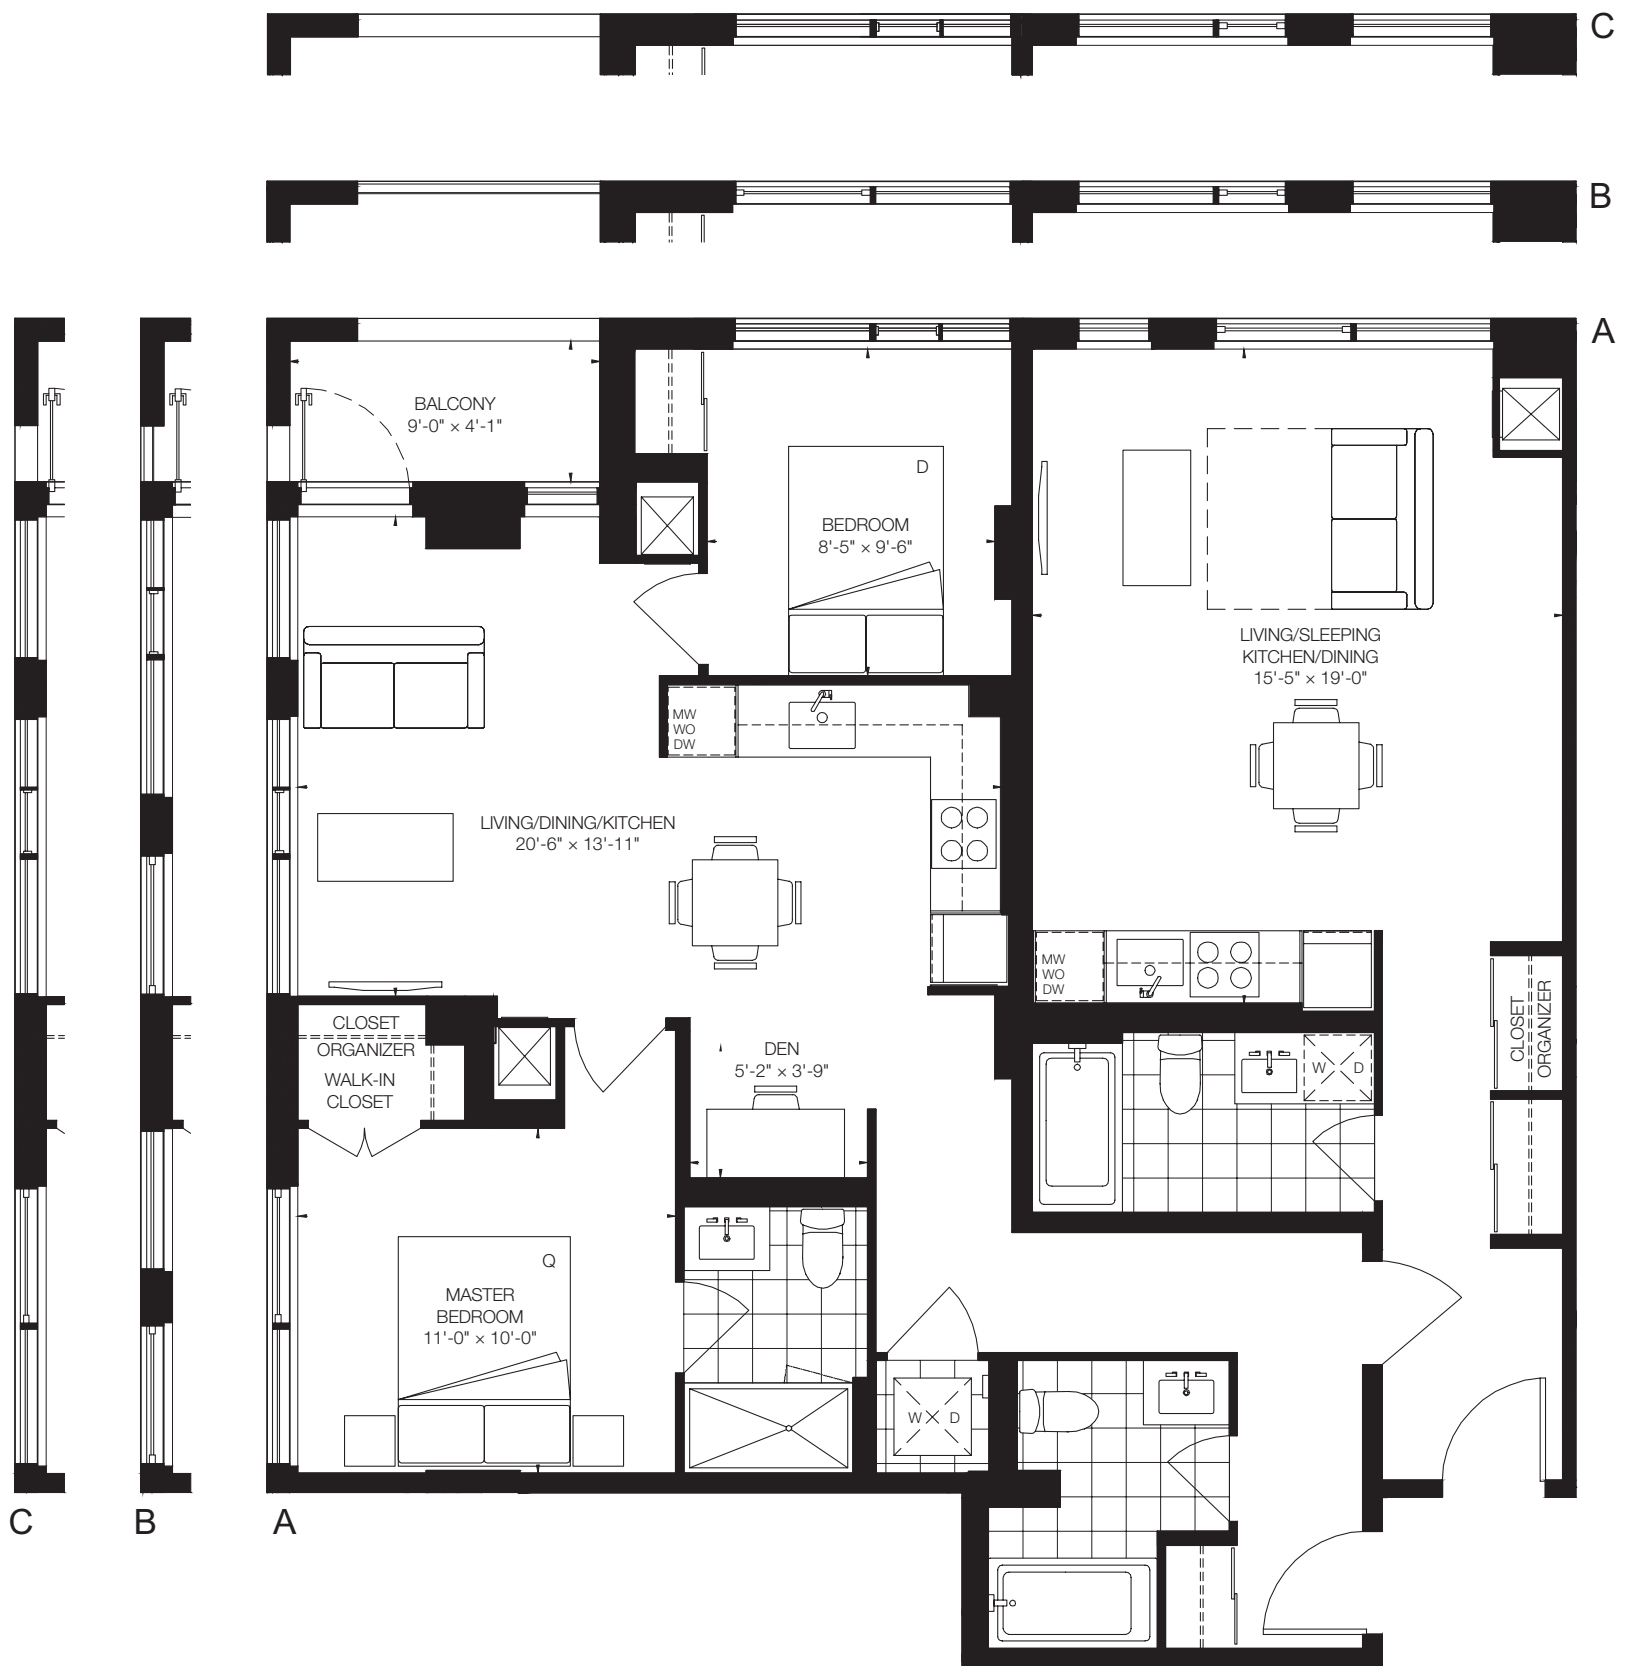 C
B
A
BALCONY
9'-0" × 4'-1"
D
BEDROOM
8'-5" × 9'-6"
LIVING/SLEEPING
KITCHEN/DINING
15'-5" × 19'-0"
MW
WO
DW
LIVING/DINING/KITCHEN
20'-6" × 13'-11"
MW
WO
DW
CLOSET
ORGANIZER
CLOSET
ORGANIZER
WALK-IN
CLOSET
DEN
5'-2" × 3'-9"
W D
Q
MASTER
BEDROOM
11'-0" × 10'-0"
W D
C B A